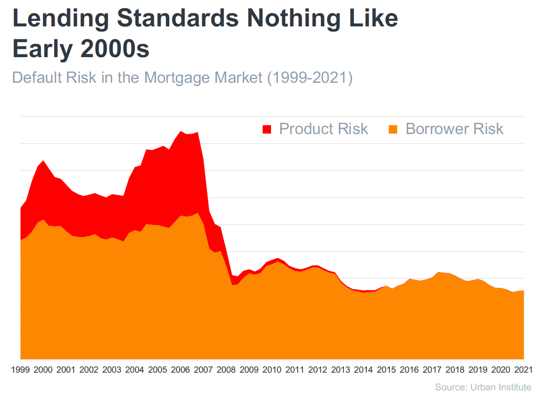 Lending Standards Nothing Like
Early 2000s
Default Risk in the Mortgage Market (1999-2021)
Product Risk Borrower Risk
1999 2000 2001 2002 2003 2004 2005 2006 2007 2008 2009 2010 2011 2012 2013 2014 2015 2016 2017 2018 2019 2020 2021
Source: Urban Institute